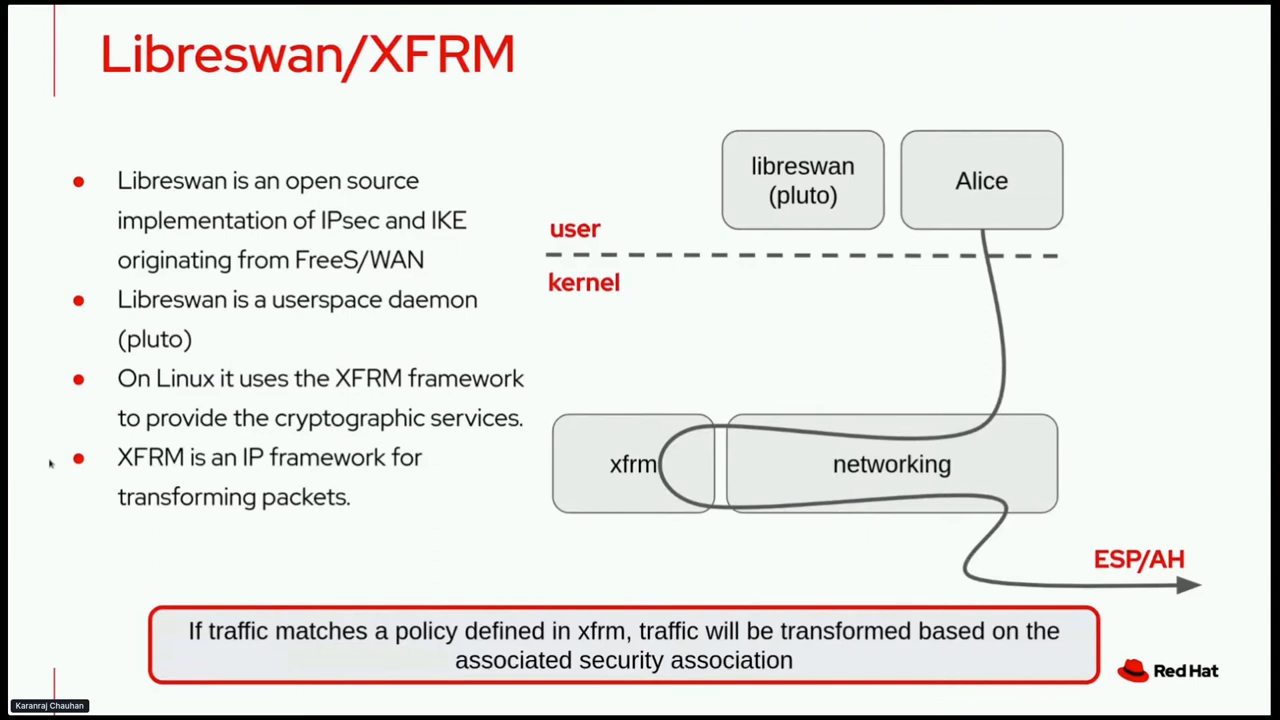 Libreswan/XFRM
Libreswan is an open source
implementation of IPsec and IKE
originating from FreeS/WAN
Libreswan is a userspace daemon
(pluto)
On Linux it uses the XFRM framework
to provide the cryptographic services.
XFRM is an IP framework for
transforming packets.
libreswan
(pluto)
Alice
user
kernel
xfrm
networking
ESP/AH
If traffic matches a policy defined in xfrm, traffic will be transformed based on the
associated security association
Red Hat
Karanraj Chauhan